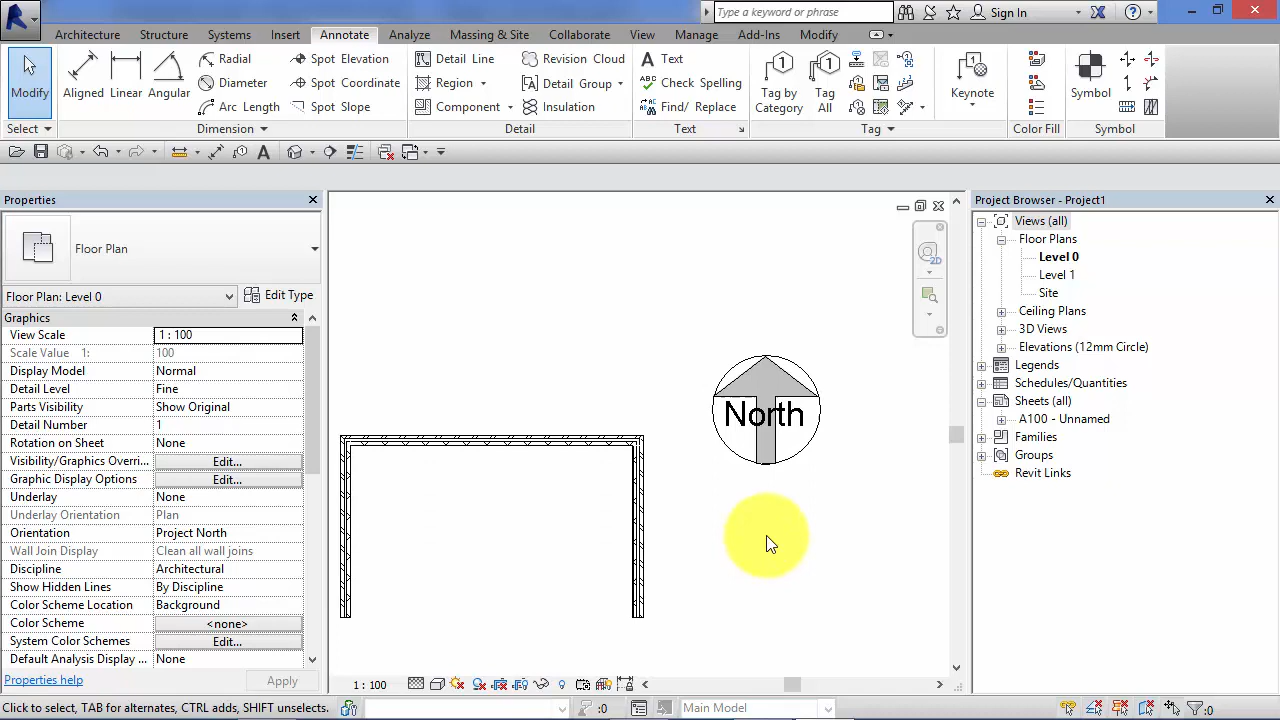 Type a keyword or phrase
Sign In
Architecture Structure Systems Insert Annotate Analyze Massing & Site Collaborate View Manage Add-Ins Modify
Modify
Aligned Linear Angular
Radial
Diameter
Arc Length
Spot Elevation
Spot Coordinate
Spot Slope
Detail Line
Region
Component
Revision Cloud
Detail Group
Insulation
Text
Check Spelling
Find/ Replace
Tag by Category
Tag All
Keynote
Symbol
Select Dimension Detail Text Tag Color Fill Symbol
Properties
Floor Plan
Floor Plan: Level 0
Edit Type
Graphics
View Scale 1 : 100
Scale Value 1: 100
Display Model Normal
Detail Level Fine
Parts Visibility Show Original
Detail Number 1
Rotation on Sheet None
Visibility/Graphics Overri... Edit...
Graphic Display Options Edit...
Underlay None
Underlay Orientation Plan
Orientation Project North
Wall Join Display Clean all wall joins
Discipline Architectural
Show Hidden Lines By Discipline
Color Scheme Location Background
Color Scheme <none>
System Color Schemes Edit...
Default Analysis Display ... None
Properties help
Apply
2D
North
1 : 100
Project Browser - Project1
Views (all)
Floor Plans
Level 0
Level 1
Site
Ceiling Plans
3D Views
Elevations (12mm Circle)
Legends
Schedules/Quantities
Sheets (all)
A100 - Unnamed
Families
Groups
Revit Links
Click to select, TAB for alternates, CTRL adds, SHIFT unselects.
:0
Main Model
:0